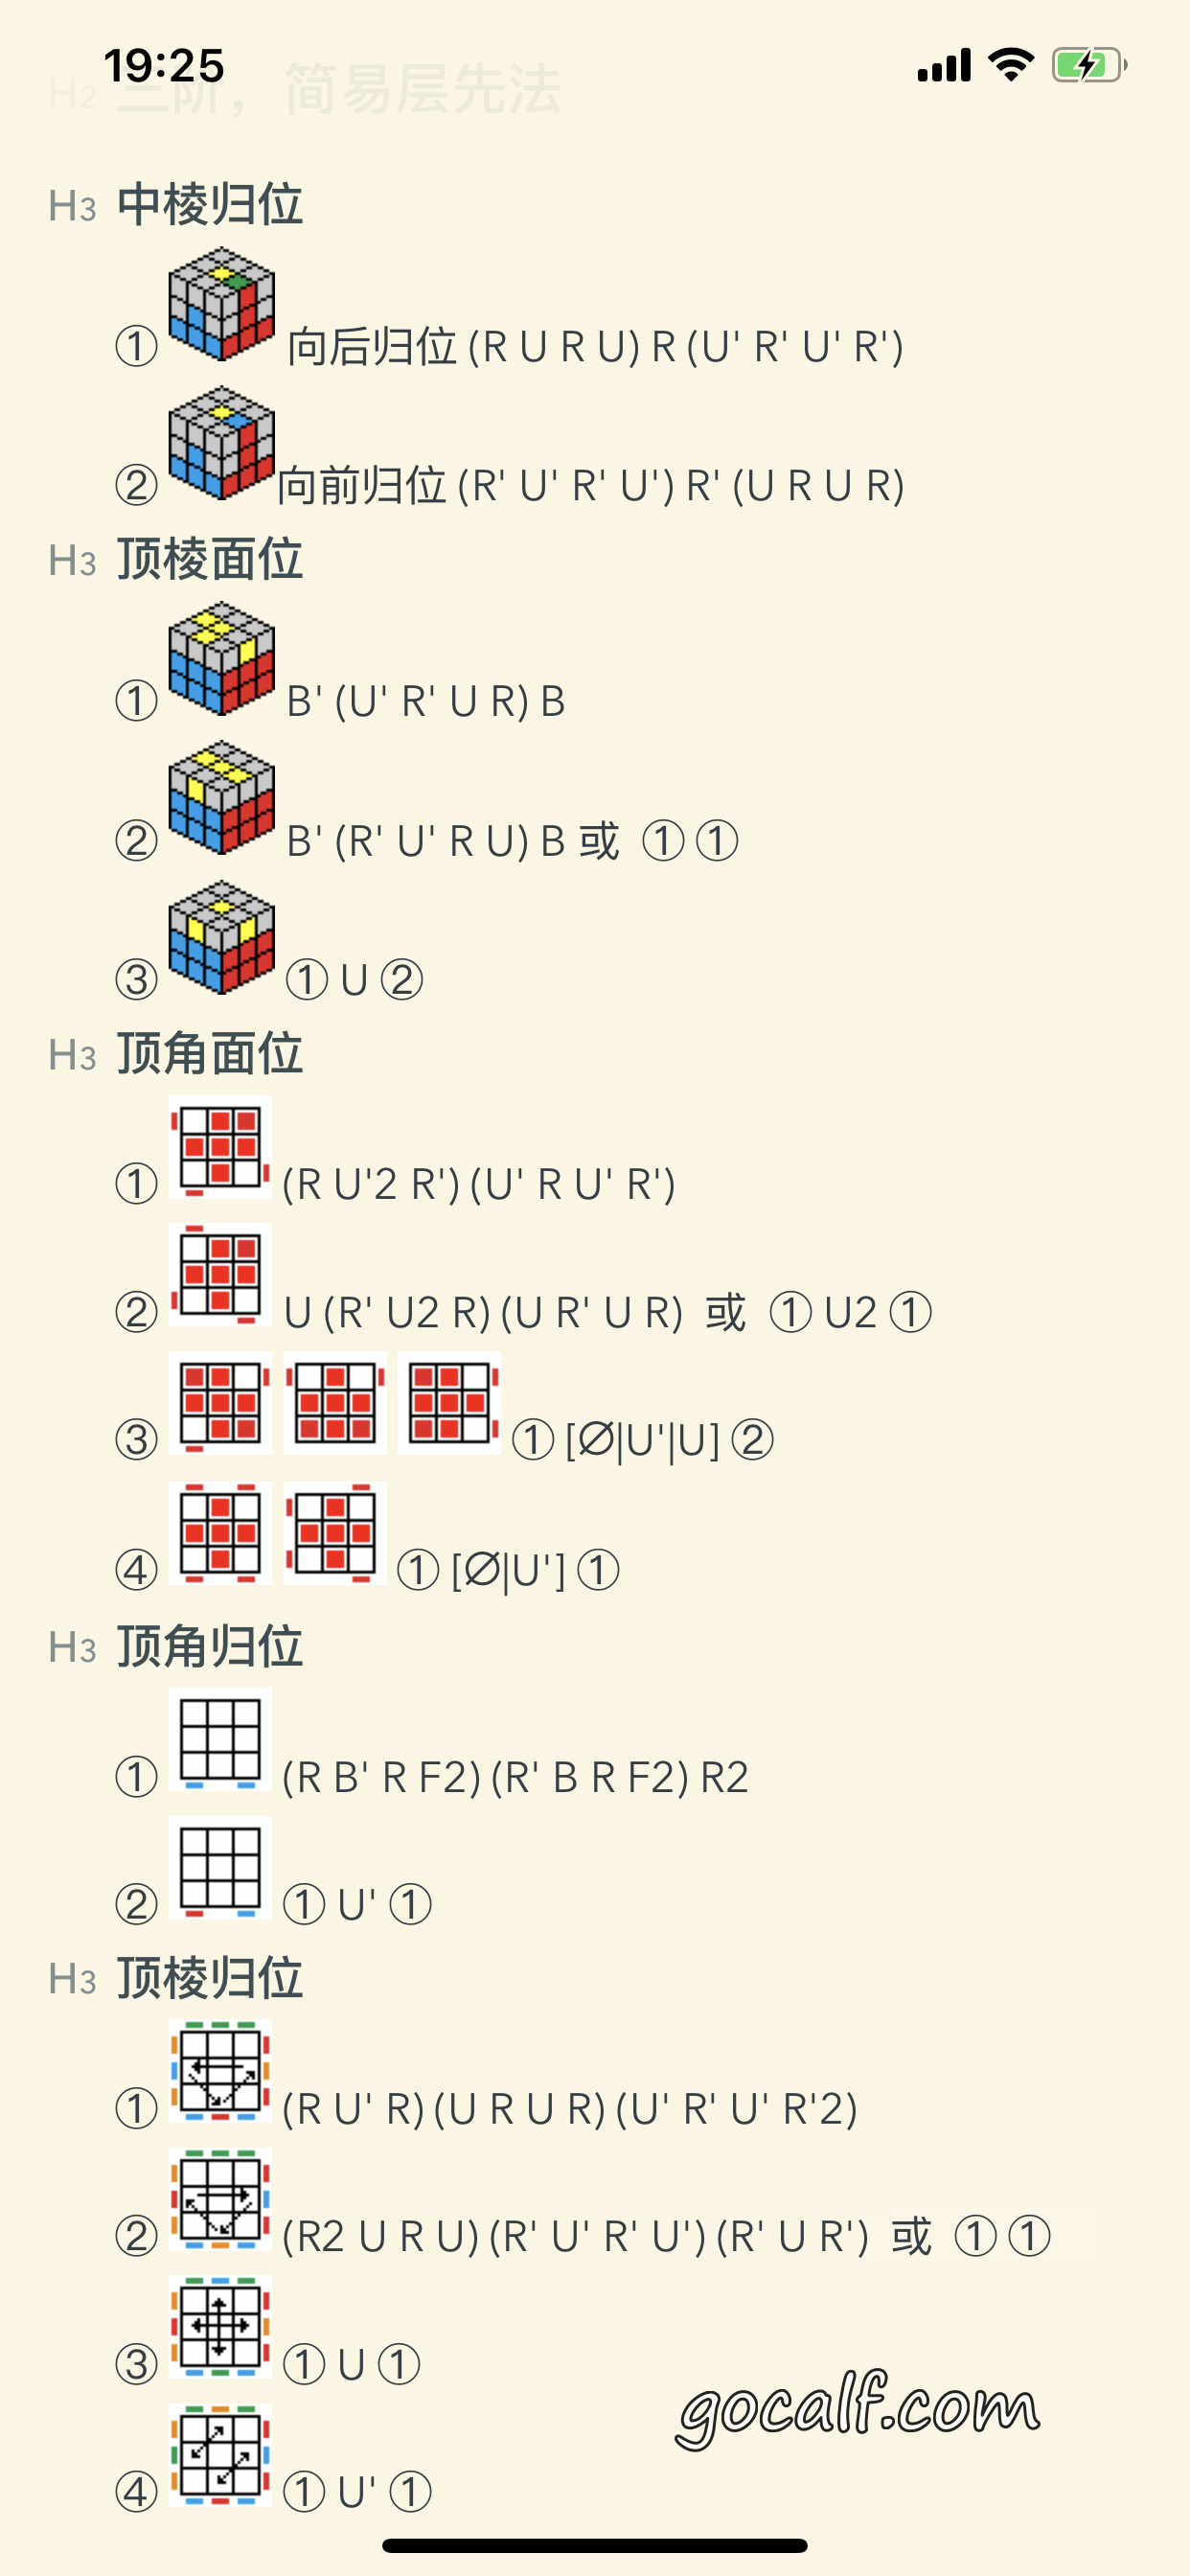 19:25
H2 三阶，简易层先法
H3 中棱归位
① 向后归位 (R U R U) R (U' R' U' R')
② 向前归位 (R' U' R' U') R' (U R U R)
H3 顶棱面位
① B' (U' R' U R) B
② B' (R' U' R U) B 或 ① ①
③ ① U ②
H3 顶角面位
① (R U'2 R') (U' R U' R')
② U (R' U2 R) (U R' U R) 或 ① U2 ①
③ ① [∅|U'|U] ②
④ ① [∅|U'] ①
H3 顶角归位
① (R B' R F2) (R' B R F2) R2
② ① U' ①
H3 顶棱归位
① (R U' R) (U R U R) (U' R' U' R'2)
② (R2 U R U) (R' U' R' U') (R' U R') 或 ① ①
③ ① U ①
④ ① U' ①
gocalf.com